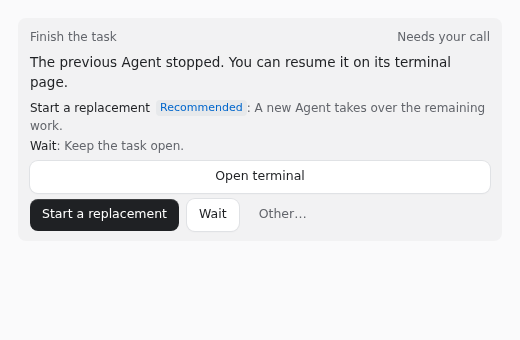 Finish the task
Needs your call
The previous Agent stopped. You can resume it on its terminal
page.
Start a replacement Recommended: A new Agent takes over the remaining
work.
Wait: Keep the task open.
Open terminal
Start a replacement
Wait
Other…